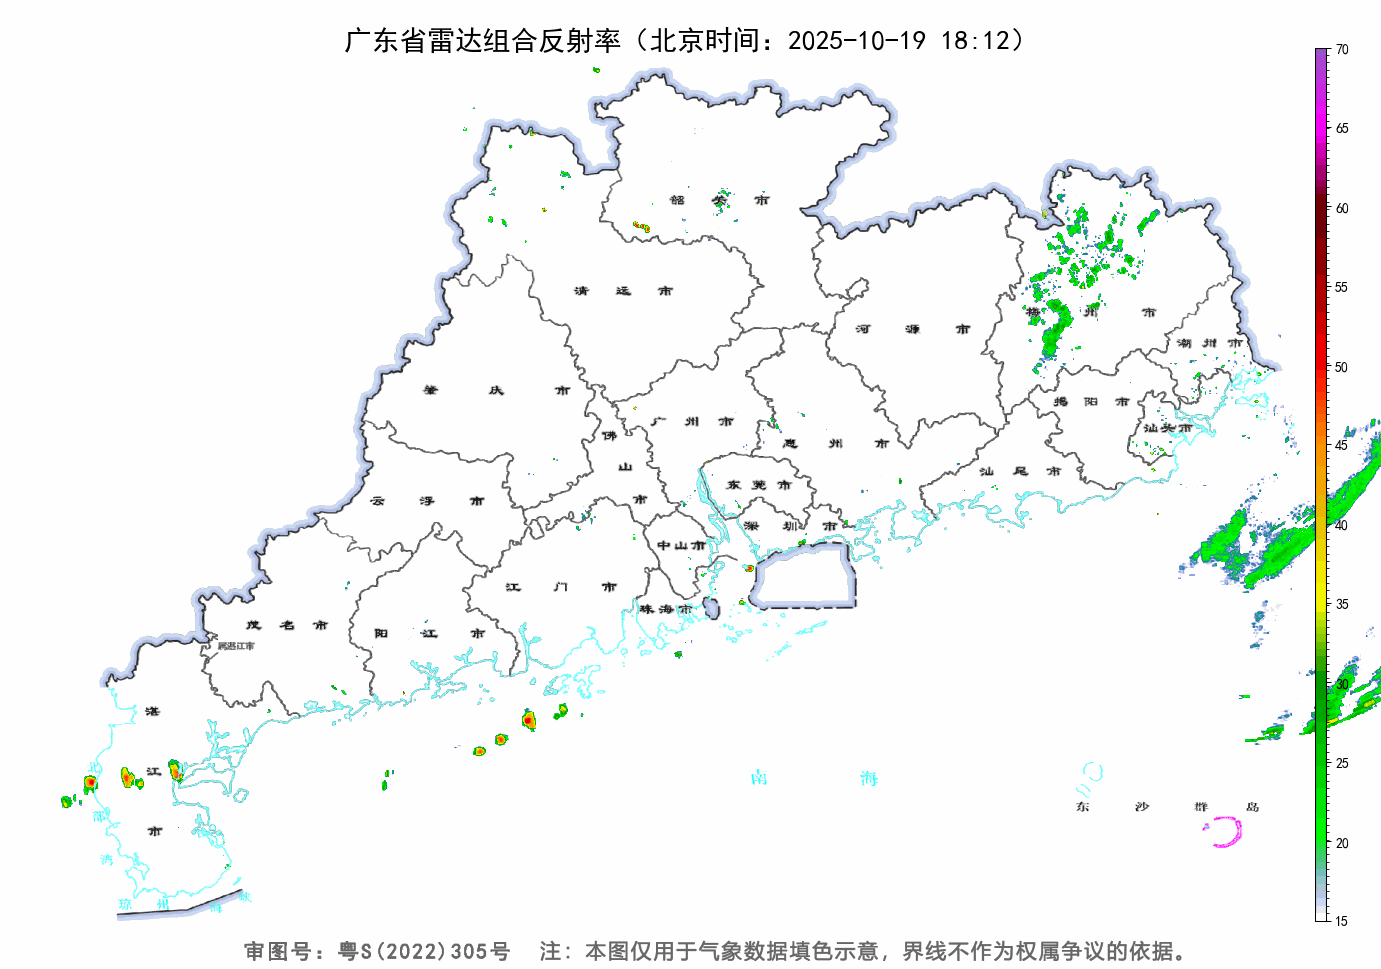 广东省雷达组合反射率（北京时间：2025-10-19 18:12）
70
65
60
55
50
45
40
35
30
25
20
15
韶关市
清远市
河源市
梅州市
潮州市
肇庆市
广州市
揭阳市
汕头市
佛山市
惠州市
汕尾市
东莞市
云浮市
深圳市
中山市
江门市
珠海市
茂名市
阳江市
属湛江市
湛江市
北部湾
南海
东沙群岛
琼州海峡
审图号：粤S(2022)305号 注：本图仅用于气象数据填色示意，界线不作为权属争议的依据。